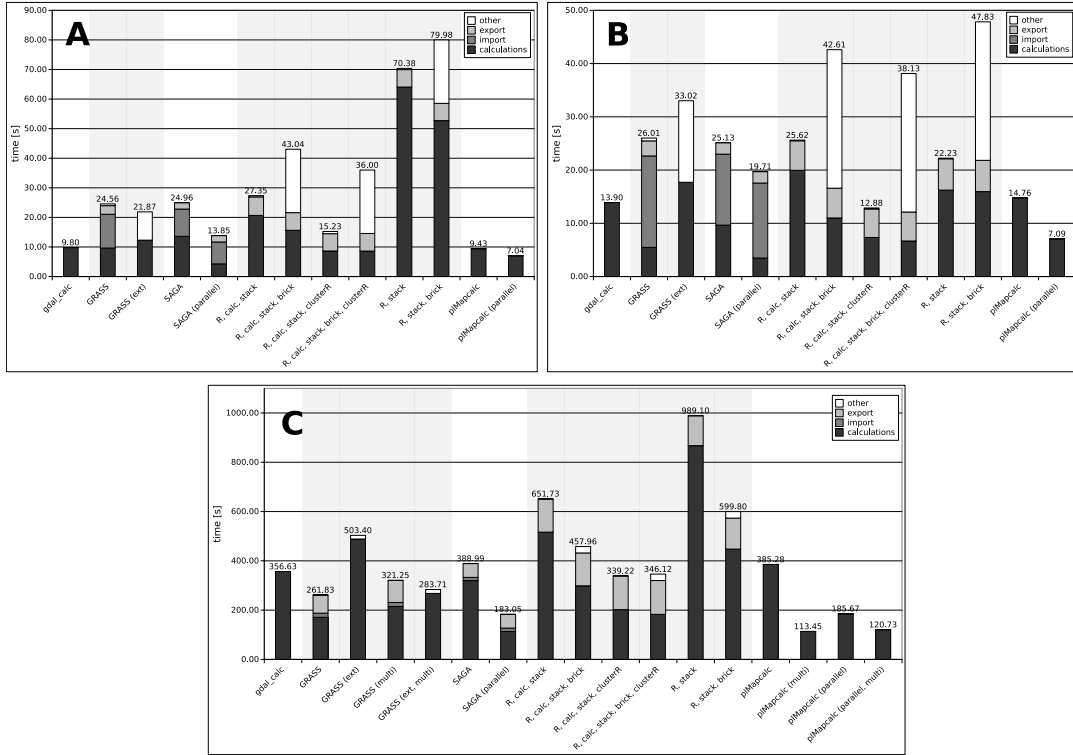 A
other
export
import
calculations
time [s]
90.00
80.00
70.00
60.00
50.00
40.00
30.00
20.00
10.00
0.00
9.80
24.56
21.87
24.96
13.85
27.35
43.04
15.23
36.00
70.38
79.98
9.43
7.04
gdal_calc
GRASS
GRASS (ext)
SAGA
SAGA (parallel)
R, calc, stack
R, calc, stack, brick
R, calc, stack, clusterR
R, calc, stack, brick, clusterR
R, stack
R, stack, brick
plMapcalc
plMapcalc (parallel)
B
other
export
import
calculations
time [s]
50.00
40.00
30.00
20.00
10.00
0.00
13.90
26.01
33.02
25.13
19.71
25.62
42.61
12.88
38.13
22.23
47.83
14.76
7.09
gdal_calc
GRASS
GRASS (ext)
SAGA
SAGA (parallel)
R, calc, stack
R, calc, stack, brick
R, calc, stack, clusterR
R, calc, stack, brick, clusterR
R, stack
R, stack, brick
plMapcalc
plMapcalc (parallel)
C
other
export
import
calculations
time [s]
1000.00
800.00
600.00
400.00
200.00
0.00
356.63
261.83
503.40
321.25
283.71
388.99
183.05
651.73
457.96
339.22
346.12
989.10
599.80
385.28
113.45
185.67
120.73
gdal_calc
GRASS
GRASS (ext)
GRASS (multi)
GRASS (ext, multi)
SAGA
SAGA (parallel)
R, calc, stack
R, calc, stack, brick
R, calc, stack, clusterR
R, calc, stack, brick, clusterR
R, stack
R, stack, brick
plMapcalc
plMapcalc (multi)
plMapcalc (parallel)
plMapcalc (parallel, multi)